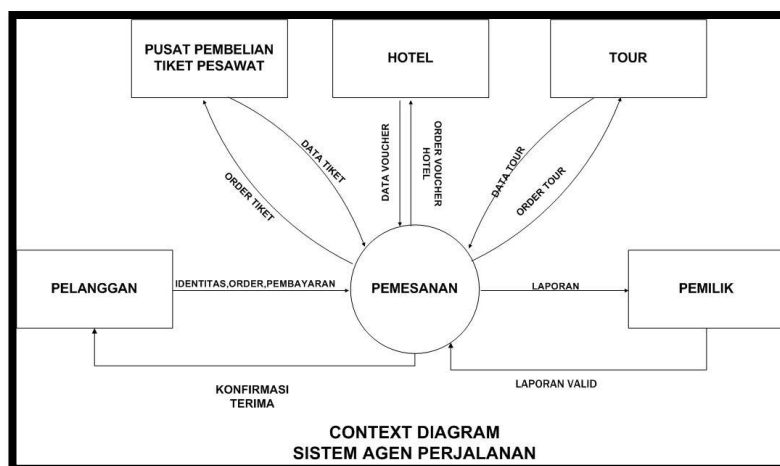 PUSAT PEMBELIAN
TIKET PESAWAT
HOTEL
TOUR
DATA TIKET
ORDER TIKET
DATA VOUCHER
ORDER VOUCHER
HOTEL
DATA TOUR
ORDER TOUR
PELANGGAN
IDENTITAS,ORDER,PEMBAYARAN
PEMESANAN
LAPORAN
PEMILIK
KONFIRMASI
TERIMA
LAPORAN VALID
CONTEXT DIAGRAM
SISTEM AGEN PERJALANAN